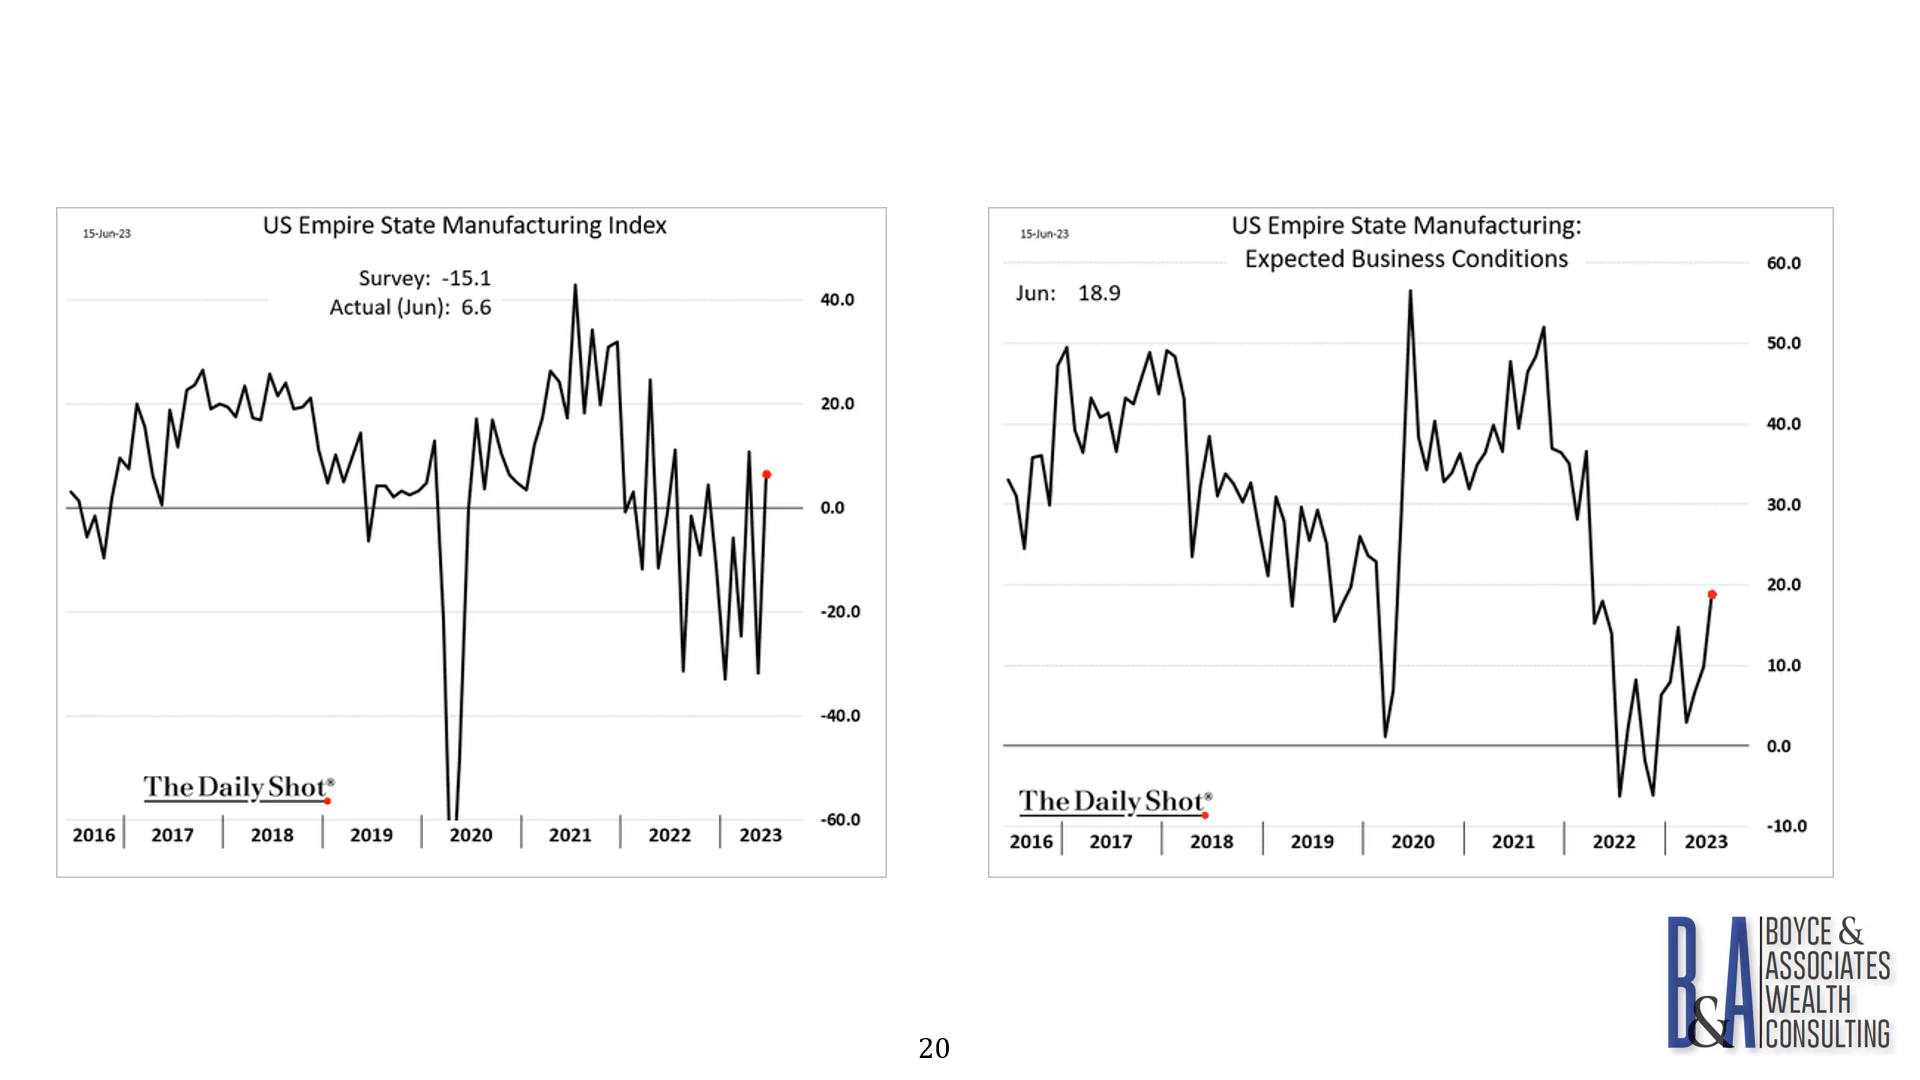 US Empire State Manufacturing Index
15-Jun-23
Survey: -15.1
Actual (Jun): 6.6
40.0
20.0
0.0
-20.0
-40.0
-60.0
The Daily Shot®
2016 2017 2018 2019 2020 2021 2022 2023
US Empire State Manufacturing:
Expected Business Conditions
15-Jun-23
Jun: 18.9
60.0
50.0
40.0
30.0
20.0
10.0
0.0
-10.0
The Daily Shot®
2016 2017 2018 2019 2020 2021 2022 2023
B&A
BOYCE &
ASSOCIATES
WEALTH
CONSULTING
20